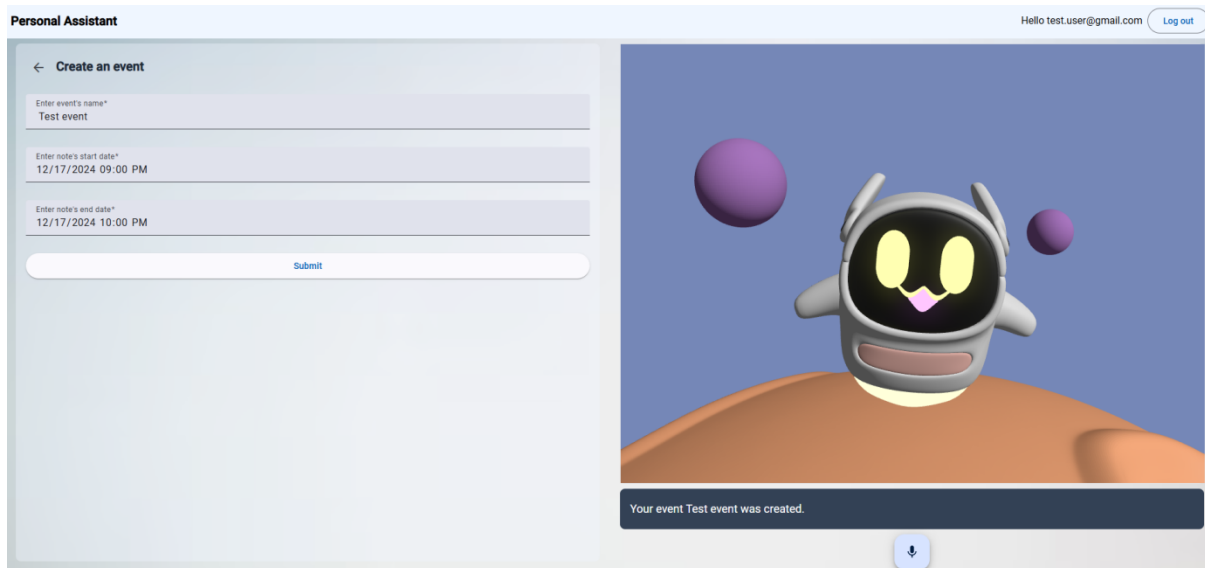 Personal Assistant
Hello test.user@gmail.com
Log out
Create an event
Enter event's name*
Test event
Enter note's start date*
12/17/2024 09:00 PM
Enter note's end date*
12/17/2024 10:00 PM
Submit
Your event Test event was created.